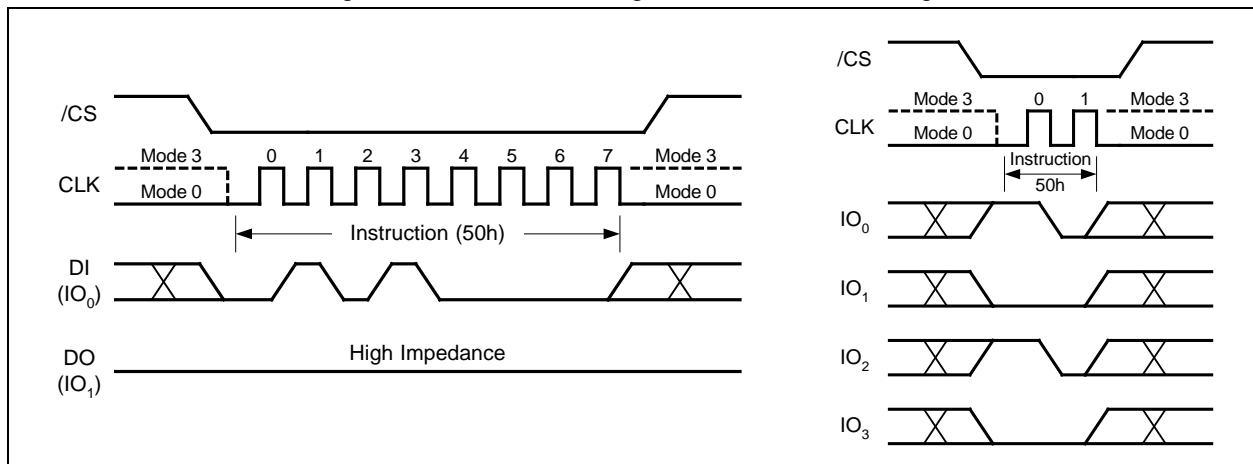 /CS
Mode 3 0 1 2 3 4 5 6 7 Mode 3
CLK
Mode 0 Mode 0
Instruction (50h)
DI
(IO0)
High Impedance
DO
(IO1)
/CS
Mode 3 0 1 Mode 3
CLK
Mode 0 Mode 0
Instruction
50h
IO0
IO1
IO2
IO3